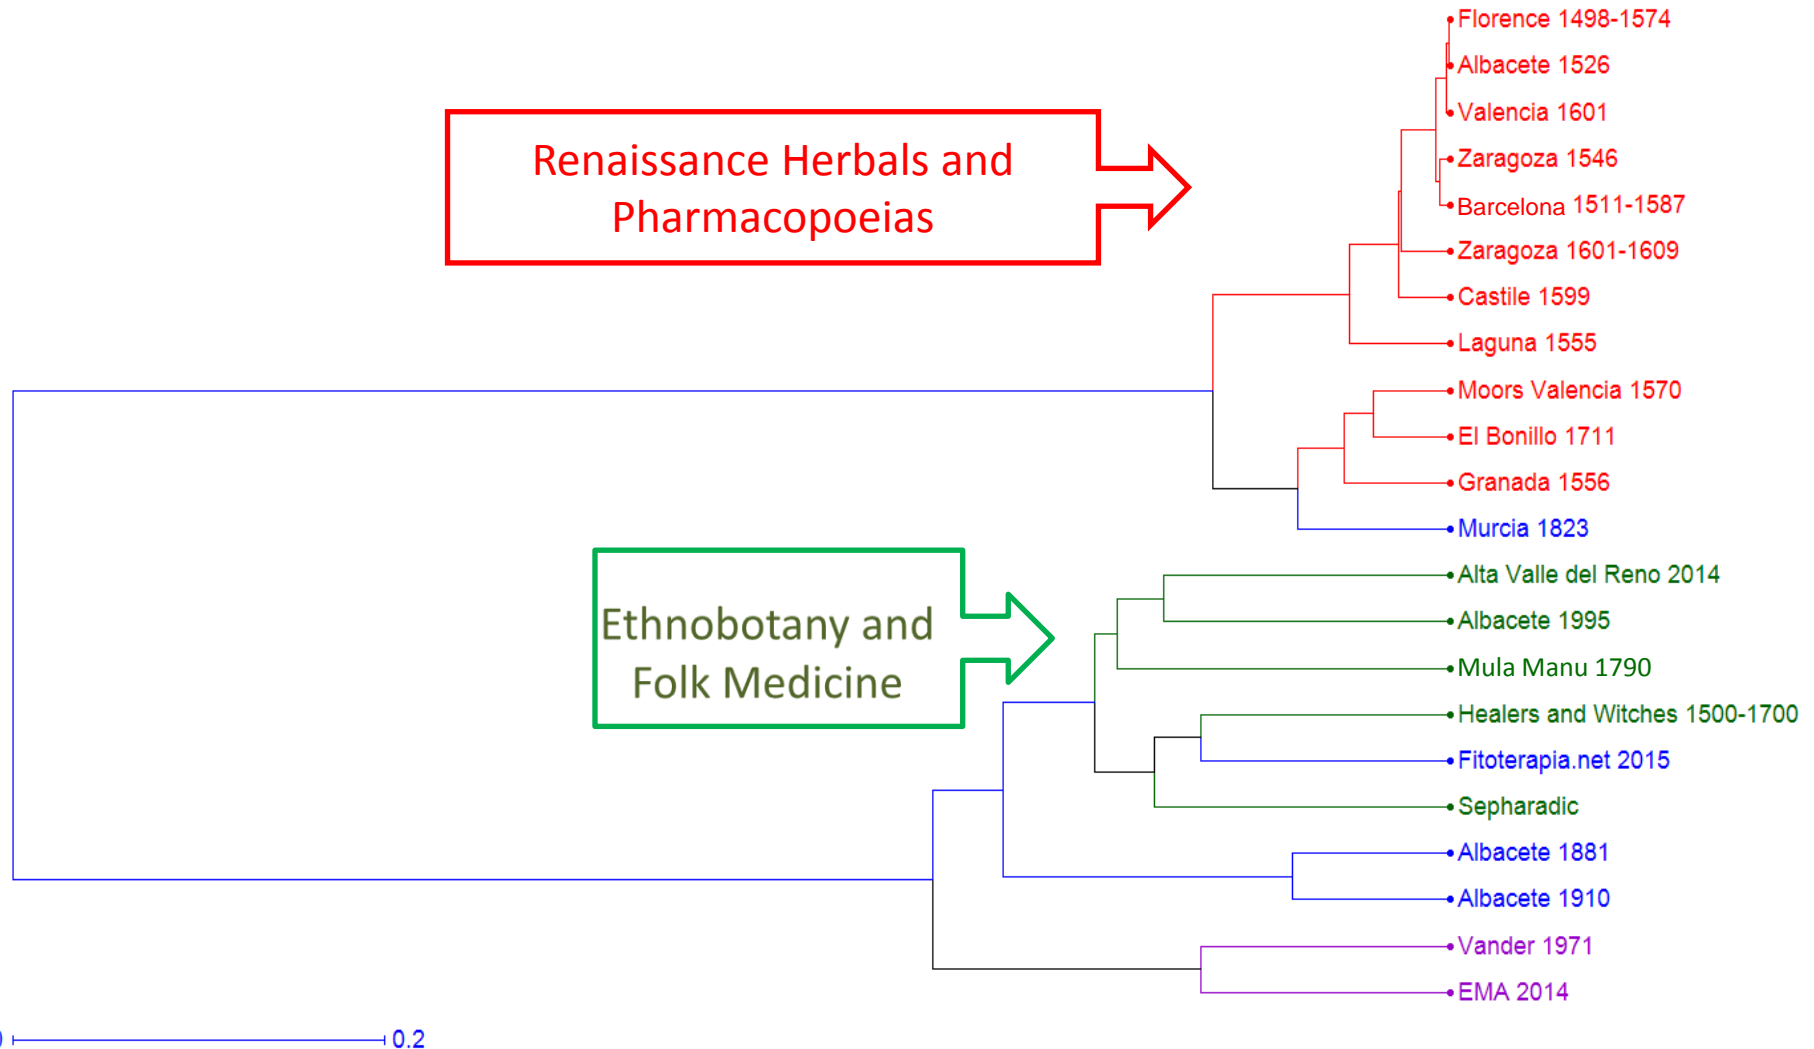 Florence 1498-1574
Albacete 1526
Valencia 1601
Renaissance Herbals and
Pharmacopoeias
Zaragoza 1546
Barcelona 1511-1587
Zaragoza 1601-1609
Castile 1599
Laguna 1555
Moors Valencia 1570
El Bonillo 1711
Granada 1556
Murcia 1823
Ethnobotany and
Folk Medicine
Alta Valle del Reno 2014
Albacete 1995
Mula Manu 1790
Healers and Witches 1500-1700
Fitoterapia.net 2015
Sepharadic
Albacete 1881
Albacete 1910
Vander 1971
EMA 2014
0.2